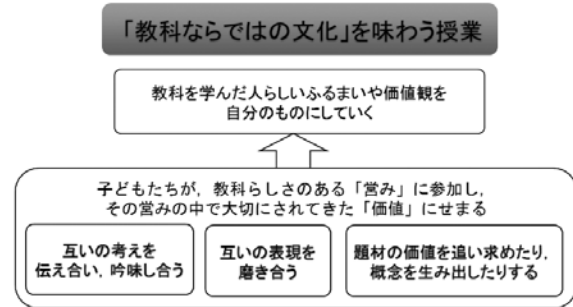 「教科ならではの文化」を味わう授業
教科を学んだ人らしいふるまいや価値観を
自分のものにしていく
子どもたちが，教科らしさのある「営み」に参加し，
その営みの中で大切にされてきた「価値」にせまる
互いの考えを
伝え合い，吟味し合う
互いの表現を
磨き合う
題材の価値を追い求めたり，
概念を生み出したりする